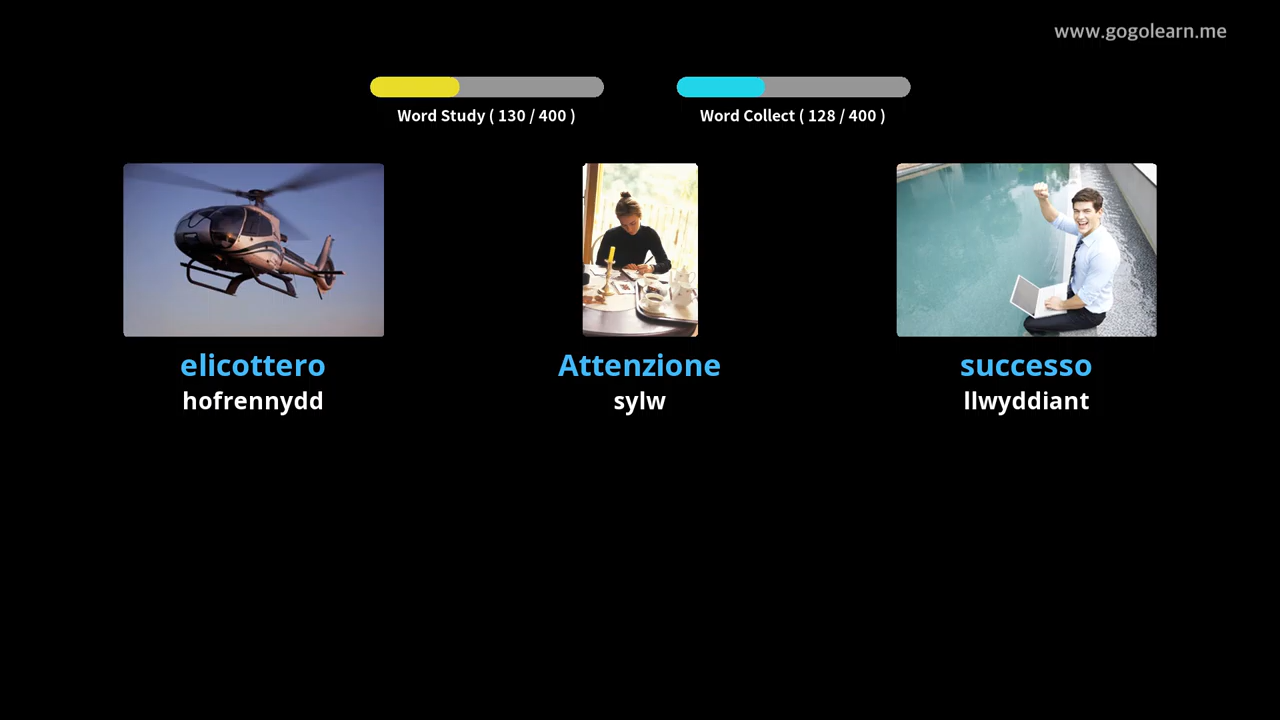 www.gogolearn.me
Word Study ( 130 / 400 )
Word Collect ( 128 / 400 )
elicottero
hofrennydd
Attenzione
sylw
successo
llwyddiant